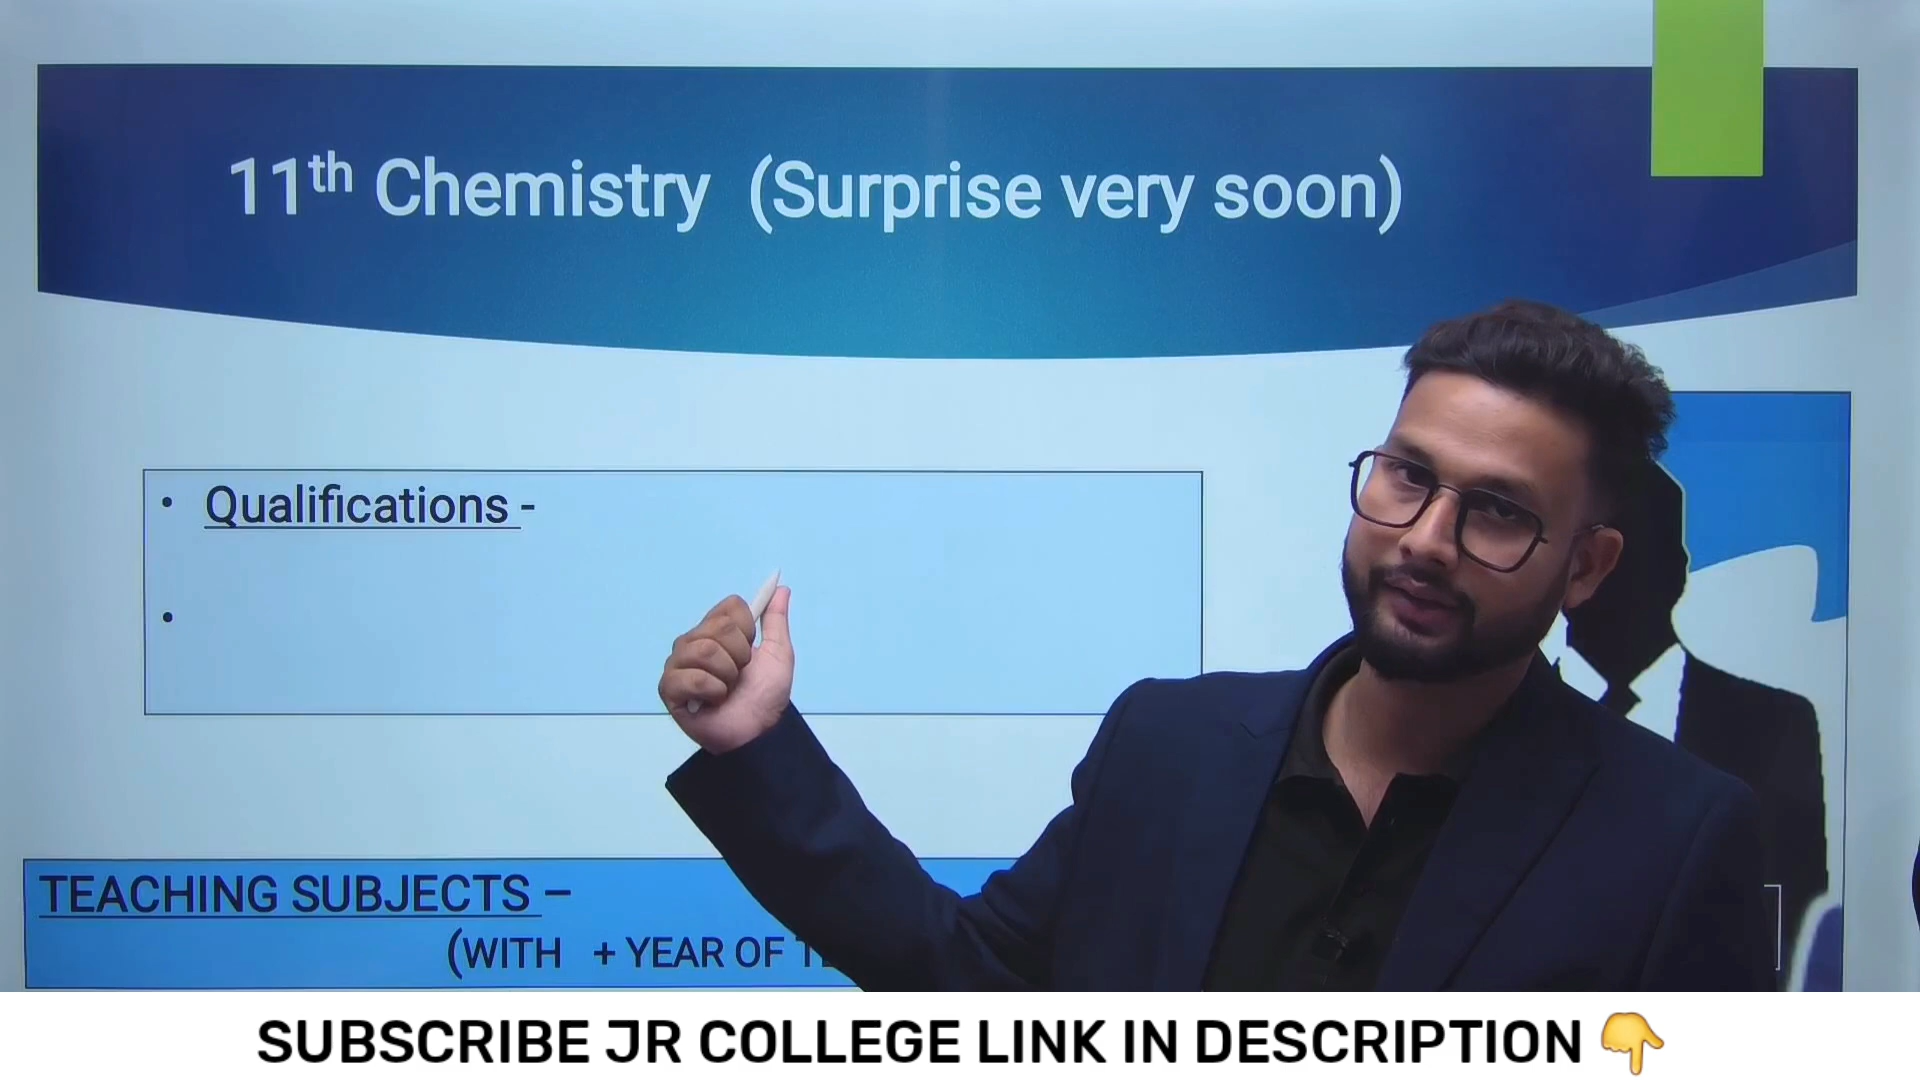 11th Chemistry (Surprise very soon)
• Qualifications -
•
TEACHING SUBJECTS –
(WITH + YEAR OF
SUBSCRIBE JR COLLEGE LINK IN DESCRIPTION 👇